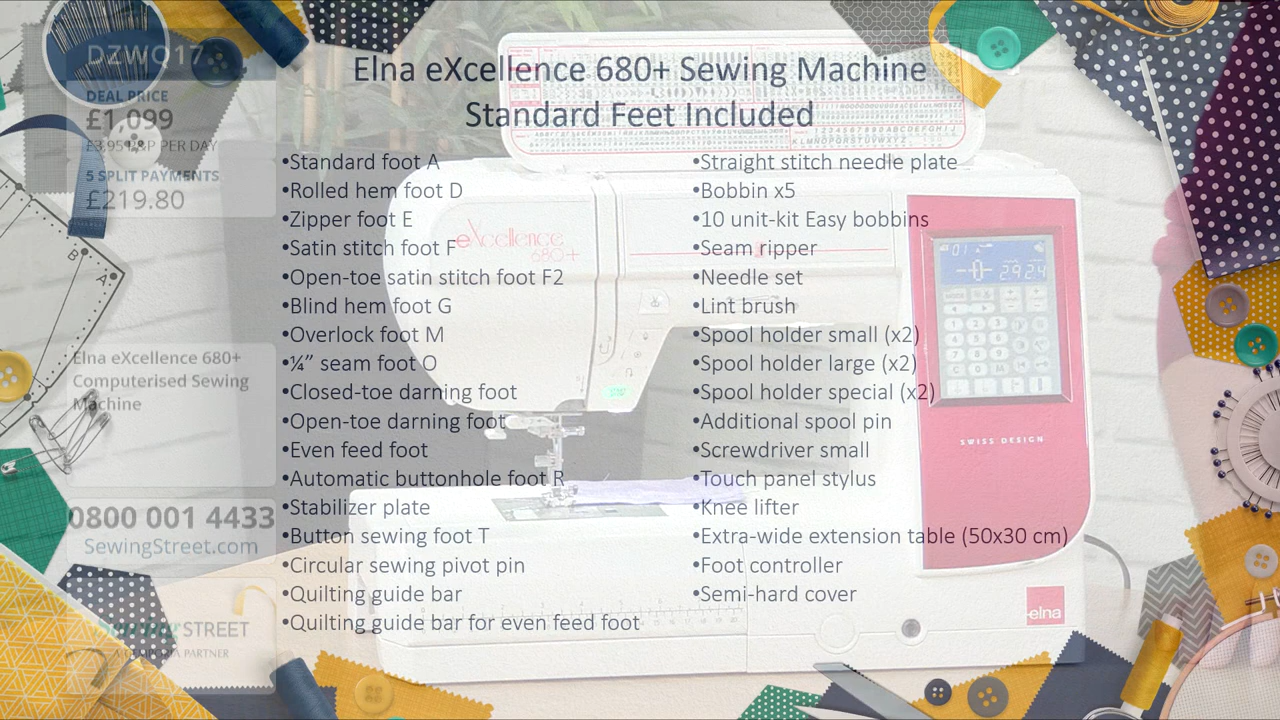 DZWQ17
DEAL PRICE
£1,099
5 SPLIT PAYMENTS
£219.80
Elna eXcellence 680+
Computerised Sewing
Machine
0800 001 4433
SewingStreet.com
STREET
PARTNER
Elna eXcellence 680+ Sewing Machine
Standard Feet Included
•Standard foot A
•Rolled hem foot D
•Zipper foot E
•Satin stitch foot F
•Open-toe satin stitch foot F2
•Blind hem foot G
•Overlock foot M
•¼” seam foot O
•Closed-toe darning foot
•Open-toe darning foot
•Even feed foot
•Automatic buttonhole foot R
•Stabilizer plate
•Button sewing foot T
•Circular sewing pivot pin
•Quilting guide bar
•Quilting guide bar for even feed foot
•Straight stitch needle plate
•Bobbin x5
•10 unit-kit Easy bobbins
•Seam ripper
•Needle set
•Lint brush
•Spool holder small (x2)
•Spool holder large (x2)
•Spool holder special (x2)
•Additional spool pin
•Screwdriver small
•Touch panel stylus
•Knee lifter
•Extra-wide extension table (50x30 cm)
•Foot controller
•Semi-hard cover
eXcellence
680+
SWISS DESIGN
elna